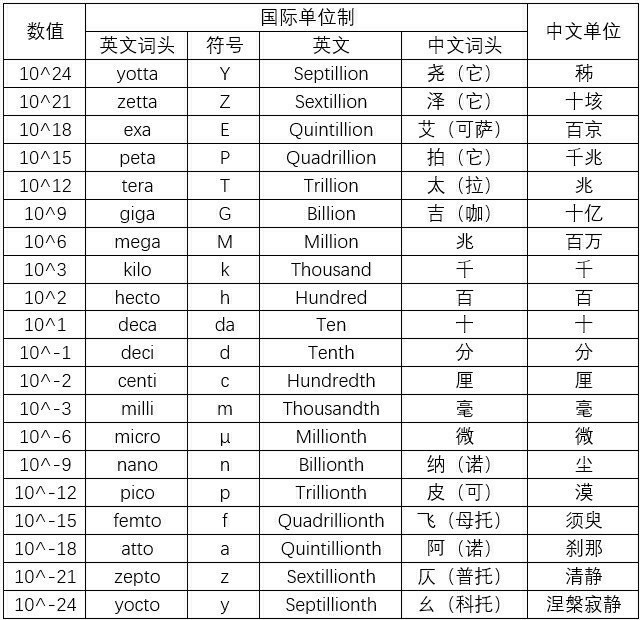 数值 国际单位制 中文单位
英文词头 符号 英文 中文词头
10^24 yotta Y Septillion 尧（它） 秭
10^21 zetta Z Sextillion 泽（它） 十垓
10^18 exa E Quintillion 艾（可萨） 百京
10^15 peta P Quadrillion 拍（它） 千兆
10^12 tera T Trillion 太（拉） 兆
10^9 giga G Billion 吉（咖） 十亿
10^6 mega M Million 兆 百万
10^3 kilo k Thousand 千 千
10^2 hecto h Hundred 百 百
10^1 deca da Ten 十 十
10^-1 deci d Tenth 分 分
10^-2 centi c Hundredth 厘 厘
10^-3 milli m Thousandth 毫 毫
10^-6 micro μ Millionth 微 微
10^-9 nano n Billionth 纳（诺） 尘
10^-12 pico p Trillionth 皮（可） 漠
10^-15 femto f Quadrillionth 飞（母托） 须臾
10^-18 atto a Quintillionth 阿（诺） 刹那
10^-21 zepto z Sextillionth 仄（普托） 清静
10^-24 yocto y Septillionth 幺（科托） 涅槃寂静